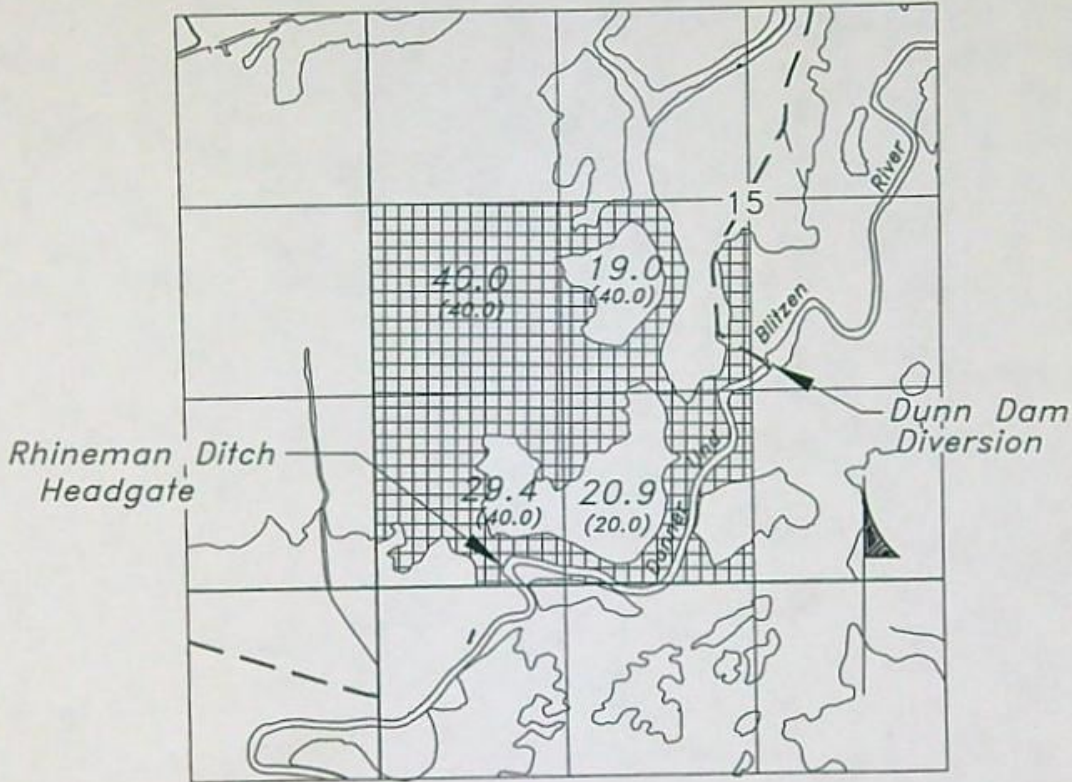 15
River
40.0
(40.0)
19.0
(40.0)
Blitzen
Dunn Dam
Diversion
Rhineman Ditch
Headgate
29.4
(40.0)
20.9
(20.0)
Und
Donner